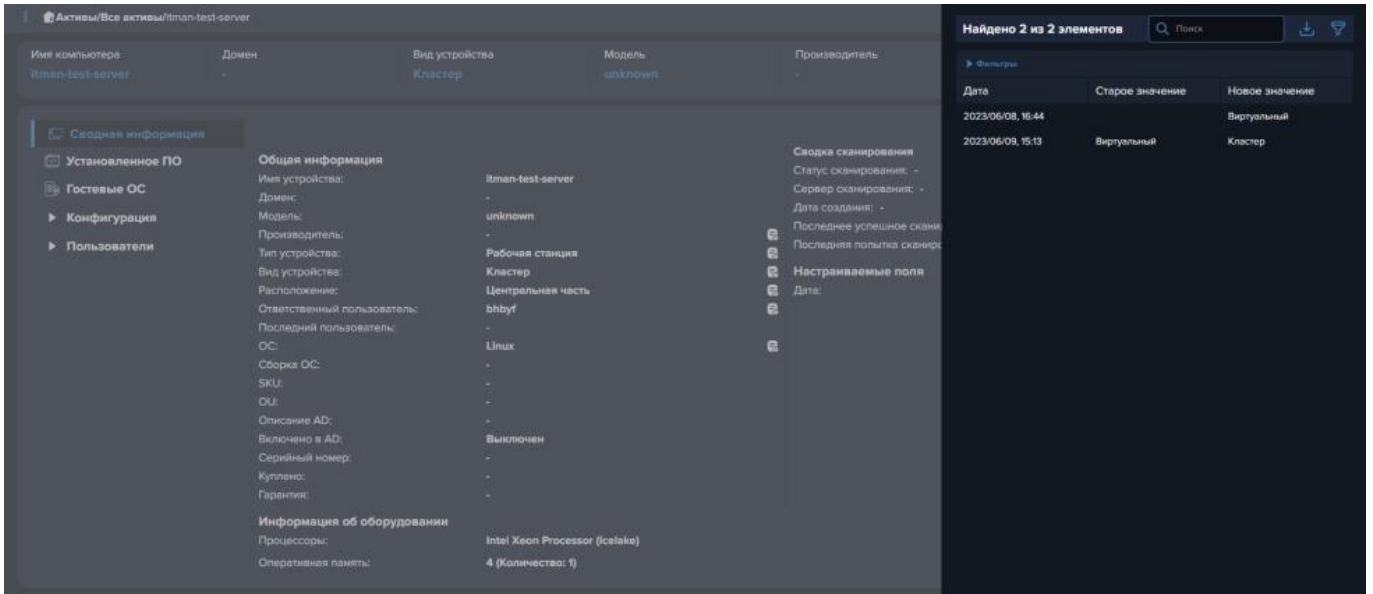 Активы/Все активы/itman-test-server
Имя компьютера
Домен
Вид устройства
Модель
Производитель
itman-test-server
-
Кластер
unknown
-
Сводная информация
Установленное ПО
Гостевые ОС
Конфигурация
Пользователи
Общая информация
Имя устройства: itman-test-server
Домен: -
Модель: unknown
Производитель: -
Тип устройства: Рабочая станция
Вид устройства: Кластер
Расположение: Центральная часть
Ответственный пользователь: bhbyf
Последний пользователь: -
ОС: Linux
Сборка ОС: -
SKU: -
OU: -
Описание AD: -
Включено в AD: Выключен
Серийный номер: -
Куплено: -
Гарантия: -
Информация об оборудовании
Процессоры: Intel Xeon Processor (Icelake)
Оперативная память: 4 (Количество: 1)
Сводка сканирования
Статус сканирования: -
Сервер сканирования: -
Дата создания: -
Последнее успешное скани
Последняя попытка сканиро
Настраиваемые поля
Дата:
Найдено 2 из 2 элементов
Поиск
Фильтры
Дата Старое значение Новое значение
2023/06/08, 16:44 Виртуальный
2023/06/09, 15:13 Виртуальный Кластер